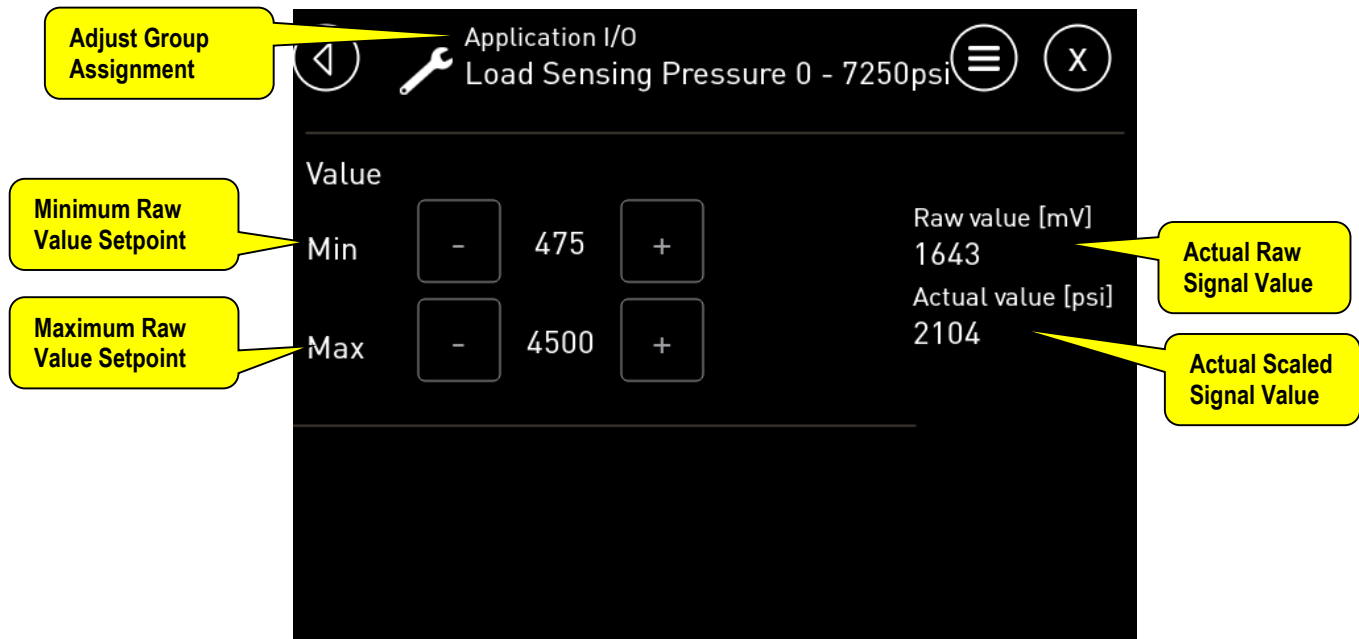 Adjust Group
Assignment
Application I/O
Load Sensing Pressure 0 - 7250psi
X
Value
Minimum Raw
Value Setpoint
Min
-
475
+
Raw value [mV]
1643
Actual Raw
Signal Value
Actual value [psi]
2104
Maximum Raw
Value Setpoint
Max
-
4500
+
Actual Scaled
Signal Value